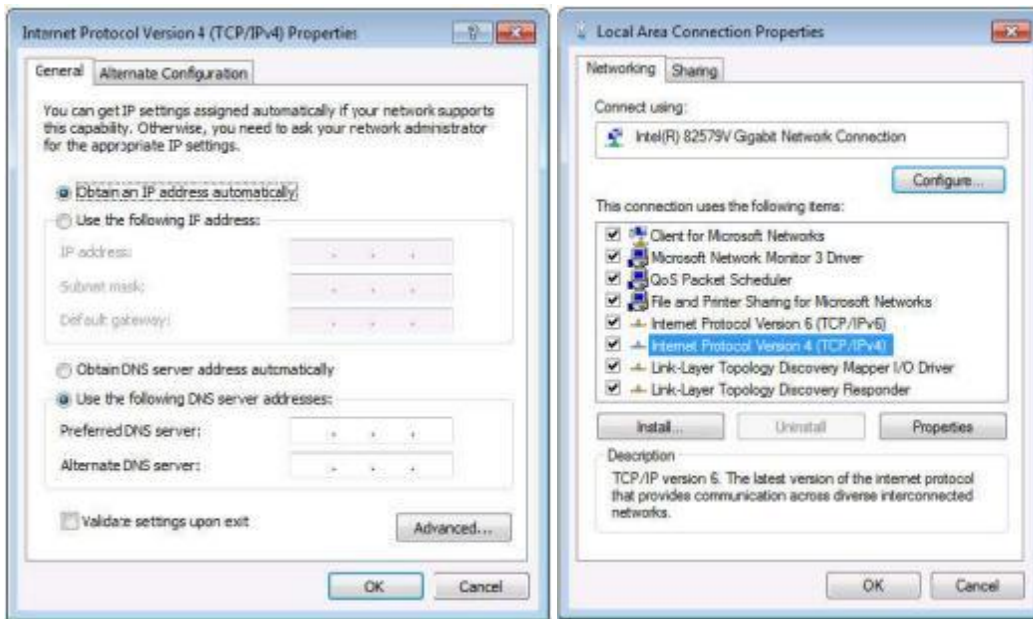 Internet Protocol Version 4 (TCP/IPv4) Properties
General
Alternate Configuration
You can get IP settings assigned automatically if your network supports
this capability. Otherwise, you need to ask your network administrator
for the appropriate IP settings.
Obtain an IP address automatically
Use the following IP address:
IP address:
Subnet mask:
Default gateway:
Obtain DNS server address automatically
Use the following DNS server addresses:
Preferred DNS server:
Alternate DNS server:
Validate settings upon exit
Advanced...
OK
Cancel
Local Area Connection Properties
Networking
Sharing
Connect using:
Intel(R) 82579V Gigabit Network Connection
Configure...
This connection uses the following items:
Client for Microsoft Networks
Microsoft Network Monitor 3 Driver
QoS Packet Scheduler
File and Printer Sharing for Microsoft Networks
Internet Protocol Version 6 (TCP/IPv6)
Internet Protocol Version 4 (TCP/IPv4)
Link-Layer Topology Discovery Mapper I/O Driver
Link-Layer Topology Discovery Responder
Install...
Uninstall
Properties
Description
TCP/IP version 6. The latest version of the internet protocol
that provides communication across diverse interconnected
networks.
OK
Cancel